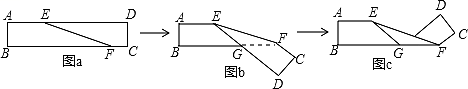 A E D
B F C
图a
A E
B G F C
D
图b
A E D
B G F C
图c